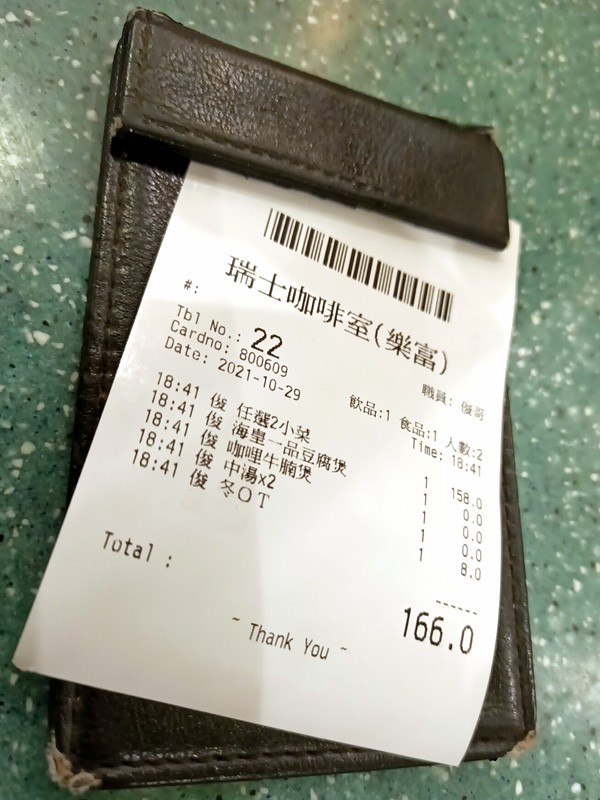 瑞士咖啡室(樂富)
#:
職員: 俊哥
Tbl No.: 22
飲品:1 食品:1 人數:2
Cardno: 800609
Date: 2021-10-29 Time: 18:41
18:41 俊 任選2小菜 1 158.0
18:41 俊 海皇一品豆腐煲 1 0.0
18:41 俊 咖哩牛腩煲 1 0.0
18:41 俊 中湯x2 1 0.0
18:41 俊 冬OT 1 8.0
------
Total : 166.0
~ Thank You ~